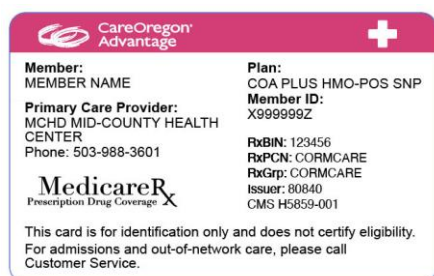 CareOregon®
Advantage
Member:
MEMBER NAME
Primary Care Provider:
MCHD MID-COUNTY HEALTH
CENTER
Phone: 503-988-3601
MedicareRx
Prescription Drug Coverage
Plan:
COA PLUS HMO-POS SNP
Member ID:
X999999Z
RxBIN: 123456
RxPCN: CORMCARE
RxGrp: CORMCARE
Issuer: 80840
CMS H5859-001
This card is for identification only and does not certify eligibility.
For admissions and out-of-network care, please call
Customer Service.